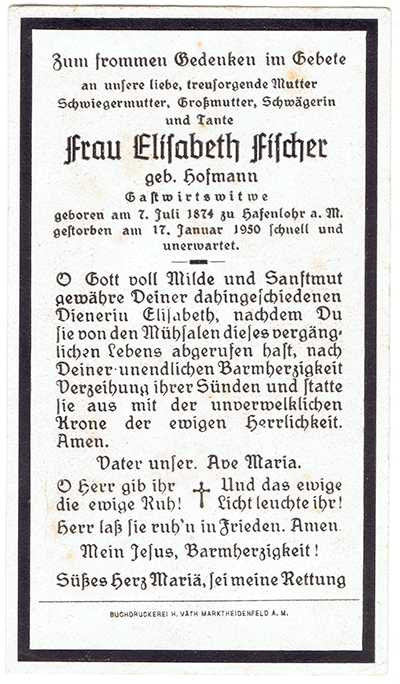 Zum frommen Gedenken im Gebete
an unsere liebe, treusorgende Mutter
Schwiegermutter, Großmutter, Schwägerin
und Tante
Frau Elisabeth Fischer
geb. Hofmann
Gastwirtswitwe
geboren am 7. Juli 1874 zu Hafenlohr a. M.
gestorben am 17. Januar 1950 schnell und
unerwartet.
O Gott voll Milde und Sanftmut
gewähre Deiner dahingeschiedenen
Dienerin Elisabeth, nachdem Du
sie von den Mühsalen dieses vergäng-
lichen Lebens abgerufen hast, nach
Deiner unendlichen Barmherzigkeit
Verzeihung ihrer Sünden und statte
sie aus mit der unverwelklichen
Krone der ewigen Herrlichkeit.
Amen.
Vater unser. Ave Maria.
O Herr gib ihr † Und das ewige
die ewige Ruh! Licht leuchte ihr!
Herr laß sie ruh'n in Frieden. Amen
Mein Jesus, Barmherzigkeit!
Süßes Herz Mariä, sei meine Rettung
BUCHDRUCKEREI H. VÄTH MARKTHEIDENFELD A. M.